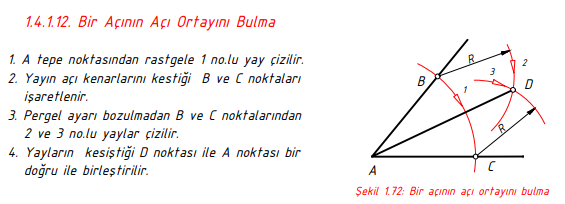 1.4.1.12. Bir Açının Açı Ortayını Bulma
1. A tepe noktasından rastgele 1 no.lu yay çizilir.
2. Yayın açı kenarlarını kestiği B ve C noktaları
işaretlenir.
3. Pergel ayarı bozulmadan B ve C noktalarından
2 ve 3 no.lu yaylar çizilir.
4. Yayların kesiştiği D noktası ile A noktası bir
doğru ile birleştirilir.
R
2
B
3
1
D
R
A
C
Şekil 1.72: Bir açının açı ortayını bulma